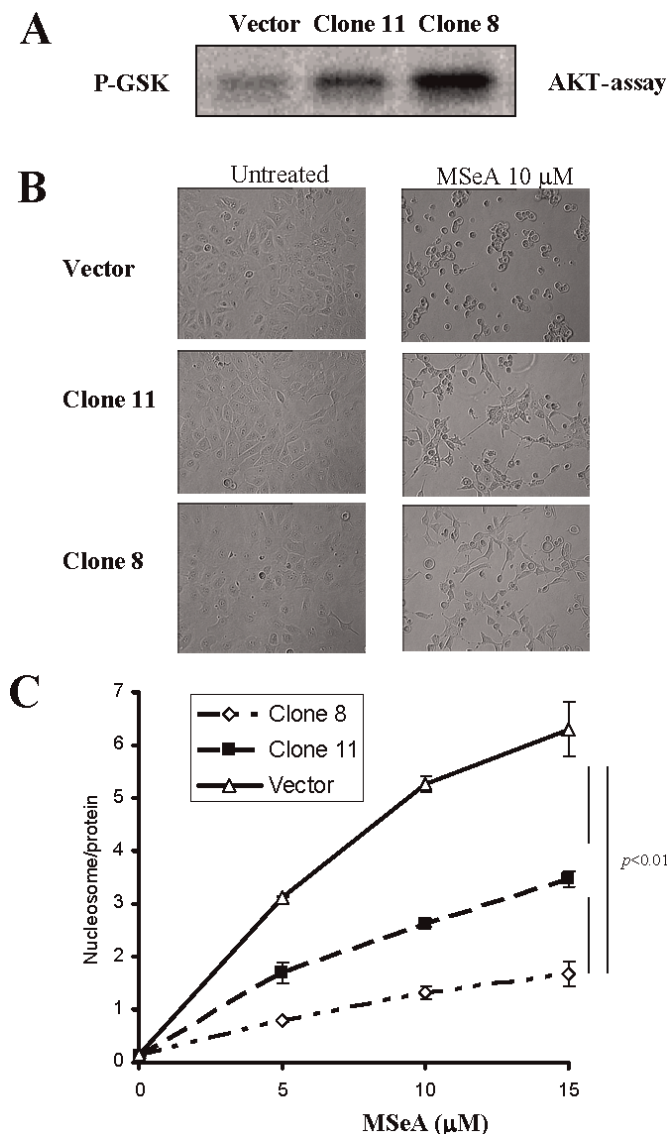 A
Vector Clone 11 Clone 8
P-GSK
AKT-assay
B
Untreated
MSeA 10 μM
Vector
Clone 11
Clone 8
C
7
6
5
4
3
2
1
0
Nucleosome/protein
Clone 8
Clone 11
Vector
p<0.01
0 5 10 15
MSeA (μM)